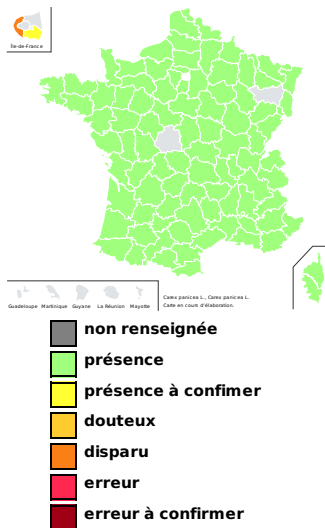 Île-de-France
Guadeloupe Martinique Guyane La Réunion Mayotte
Carex panicea L., Carex panicea L.
Carte en cours d'élaboration.
non renseignée
présence
présence à confimer
douteux
disparu
erreur
erreur à confirmer